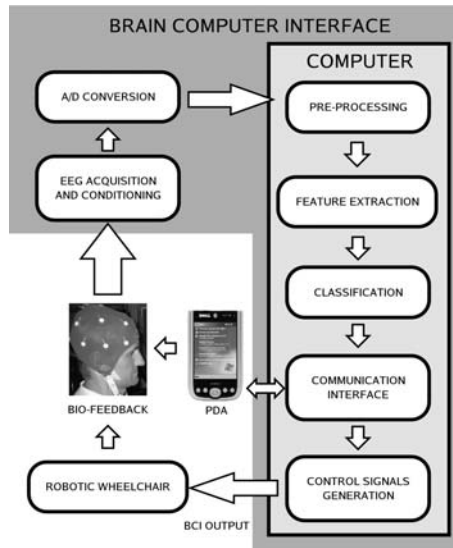 BRAIN COMPUTER INTERFACE
COMPUTER
A/D CONVERSION
PRE-PROCESSING
EEG ACQUISITION
AND CONDITIONING
FEATURE EXTRACTION
CLASSIFICATION
COMMUNICATION
INTERFACE
BIO-FEEDBACK
PDA
ROBOTIC WHEELCHAIR
CONTROL SIGNALS
GENERATION
BCI OUTPUT